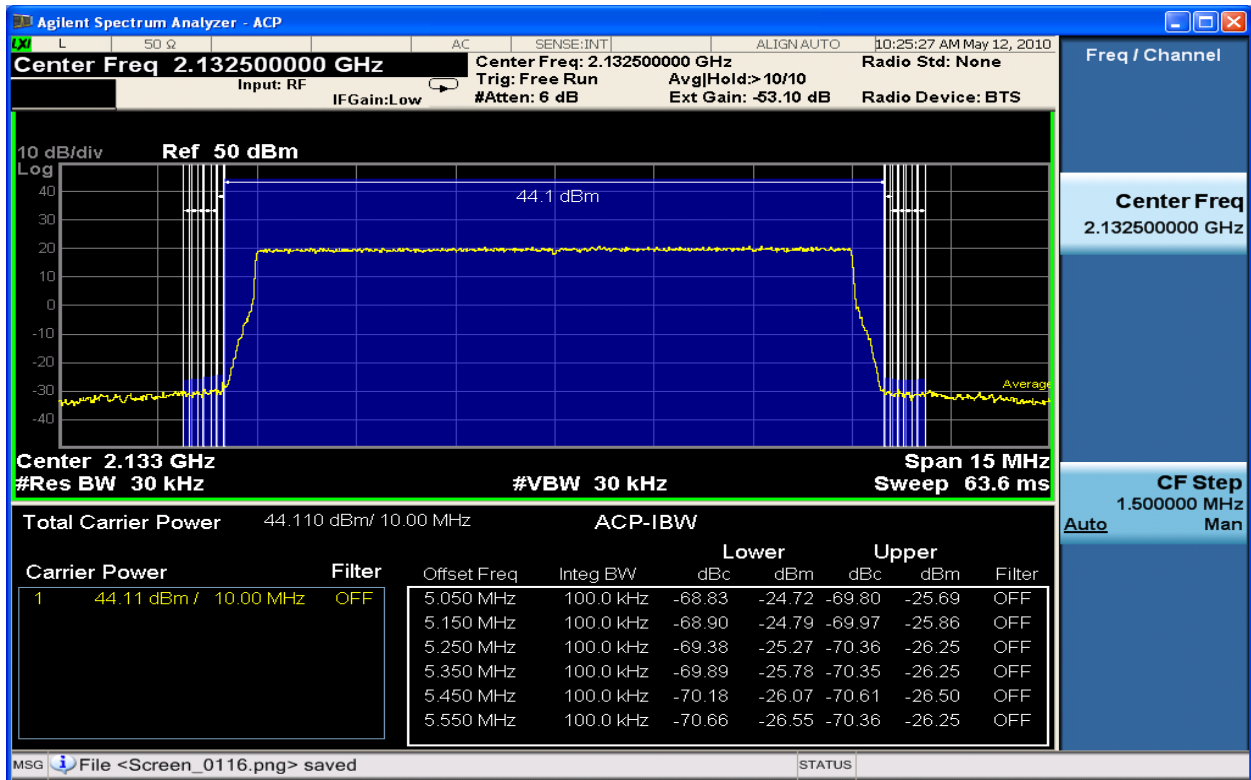 Agilent Spectrum Analyzer - ACP
LXI L 50 Ω AC SENSE:INT ALIGN AUTO 10:25:27 AM May 12, 2010
Center Freq 2.132500000 GHz
Input: RF
IFGain:Low
Center Freq: 2.132500000 GHz
Trig: Free Run Avg|Hold:>10/10
#Atten: 6 dB Ext Gain: -53.10 dB
Radio Std: None
Radio Device: BTS
10 dB/div Ref 50 dBm
Log
44.1 dBm
40
30
20
10
0
-10
-20
-30
-40
Average
Center 2.133 GHz Span 15 MHz
#Res BW 30 kHz #VBW 30 kHz Sweep 63.6 ms
Total Carrier Power 44.110 dBm/ 10.00 MHz ACP-IBW
Carrier Power Filter
1 44.11 dBm / 10.00 MHz OFF
Lower Upper
Offset Freq Integ BW dBc dBm dBc dBm Filter
5.050 MHz 100.0 kHz -68.83 -24.72 -69.80 -25.69 OFF
5.150 MHz 100.0 kHz -68.90 -24.79 -69.97 -25.86 OFF
5.250 MHz 100.0 kHz -69.38 -25.27 -70.36 -26.25 OFF
5.350 MHz 100.0 kHz -69.89 -25.78 -70.35 -26.25 OFF
5.450 MHz 100.0 kHz -70.18 -26.07 -70.61 -26.50 OFF
5.550 MHz 100.0 kHz -70.66 -26.55 -70.36 -26.25 OFF
MSG File <Screen_0116.png> saved STATUS
Freq / Channel
Center Freq
2.132500000 GHz
CF Step
1.500000 MHz
Auto Man